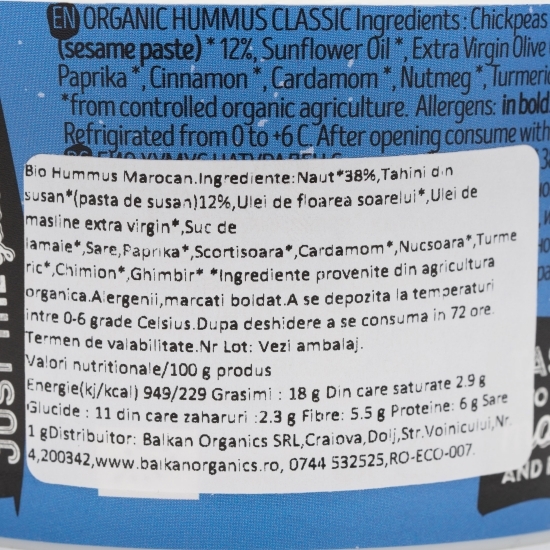 EN ORGANIC HUMMUS CLASSIC Ingredients: Chickpeas
(sesame paste) * 12%, Sunflower Oil*, Extra Virgin Olive
Paprika*, Cinnamon*, Cardamom*, Nutmeg*, Turmeri
*from controlled organic agriculture. Allergens: in bold
Refrigirated from 0 to +6 C After opening consume with
Bio Hummus Marocan.Ingrediente:Naut*38%,Tahini din
susan*(pasta de susan)12%,Ulei de floarea soarelui*,Ulei de
masline extra virgin*,Suc de
lamaie*,Sare,Paprika*,Scortisoara*,Cardamom*,Nucsoara*,Turme
ric*,Chimion*,Ghimbir* *Ingrediente provenite din agricultura
organica.Alergenii,marcati boldat.A se depozita la temperaturi
intre 0-6 grade Celsius.Dupa deshidere a se consuma in 72 ore.
Termen de valabilitate.Nr Lot: Vezi ambalaj.
Valori nutritionale/100 g produs
Energie(kj/kcal) 949/229 Grasimi : 18 g Din care saturate 2.9 g
Glucide : 11 din care zaharuri :2.3 g Fibre: 5.5 g Proteine: 6 g Sare
1 gDistribuitor: Balkan Organics SRL,Craiova,Dolj,Str.Voinicului,Nr.
4,200342,www.balkanorganics.ro, 0744 532525,RO-ECO-007.
JUST THE
AND